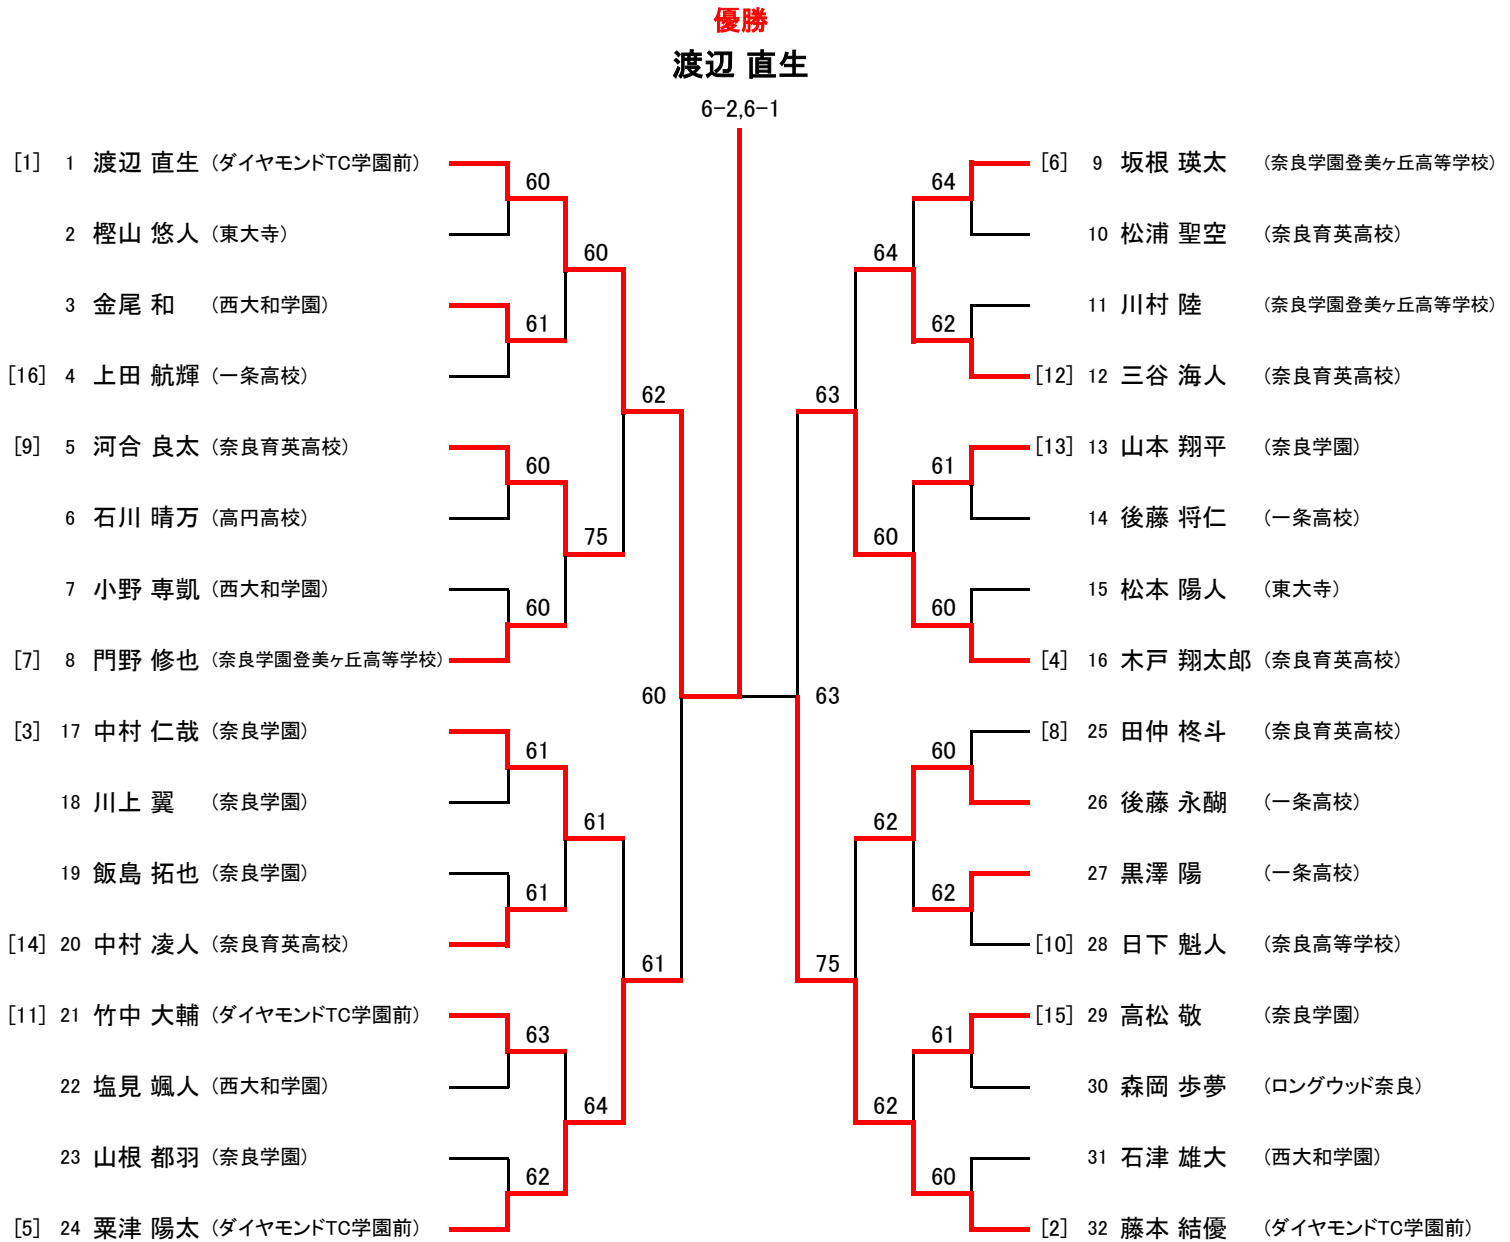 優勝
渡辺 直生
6-2,6-1
[1] 1 渡辺 直生 (ダイヤモンドTC学園前)
2 樫山 悠人 (東大寺)
3 金尾 和 (西大和学園)
[16] 4 上田 航輝 (一条高校)
[9] 5 河合 良太 (奈良育英高校)
6 石川 晴万 (高円高校)
7 小野 専凱 (西大和学園)
[7] 8 門野 修也 (奈良学園登美ヶ丘高等学校)
[3] 17 中村 仁哉 (奈良学園)
18 川上 翼 (奈良学園)
19 飯島 拓也 (奈良学園)
[14] 20 中村 凌人 (奈良育英高校)
[11] 21 竹中 大輔 (ダイヤモンドTC学園前)
22 塩見 颯人 (西大和学園)
23 山根 都羽 (奈良学園)
[5] 24 粟津 陽太 (ダイヤモンドTC学園前)
60
61
60
60
61
61
63
62
60
75
61
64
62
61
60
63
63
75
64
60
62
62
64
62
61
60
60
62
61
60
[6] 9 坂根 瑛太 (奈良学園登美ヶ丘高等学校)
10 松浦 聖空 (奈良育英高校)
11 川村 陸 (奈良学園登美ヶ丘高等学校)
[12] 12 三谷 海人 (奈良育英高校)
[13] 13 山本 翔平 (奈良学園)
14 後藤 将仁 (一条高校)
15 松本 陽人 (東大寺)
[4] 16 木戸 翔太郎 (奈良育英高校)
[8] 25 田仲 柊斗 (奈良育英高校)
26 後藤 永醐 (一条高校)
27 黒澤 陽 (一条高校)
[10] 28 日下 魁人 (奈良高等学校)
[15] 29 高松 敬 (奈良学園)
30 森岡 歩夢 (ロングウッド奈良)
31 石津 雄大 (西大和学園)
[2] 32 藤本 結優 (ダイヤモンドTC学園前)